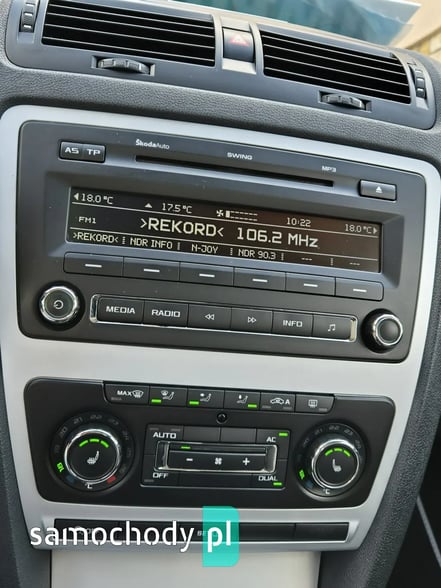 AS TP
ŠkodaAuto
SWING
MP3
18.0°C 17.5°C 10:22 18.0°C
FM1 >REKORD< 106.2 MHz
>REKORD< NDR INFO N-JOY NDR 90.3 --- ---
MEDIA RADIO INFO
MAX A
AUTO AC
- +
OFF DUAL
°C °C
samochody pl